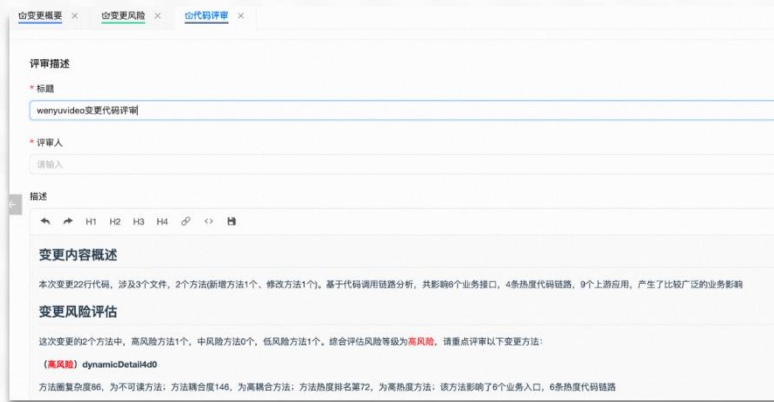 变更概要 × 变更风险 × 代码评审 ×
评审描述
* 标题
wenyuvideo变更代码评审
* 评审人
请输入
描述
H1 H2 H3 H4
变更内容概述
本次变更22行代码，涉及3个文件，2个方法(新增方法1个、修改方法1个)。基于代码调用链路分析，共影响6个业务接口，4条热度代码链路，9个上游应用，产生了比较广泛的业务影响
变更风险评估
这次变更的2个方法中，高风险方法1个，中风险方法0个，低风险方法1个。综合评估风险等级为高风险，请重点评审以下变更方法：
（高风险）dynamicDetail4d0
方法圈复杂度86，为不可读方法；方法耦合度146，为高耦合方法；方法热度排名第72，为高热度方法；该方法影响了6个业务入口，6条热度代码链路